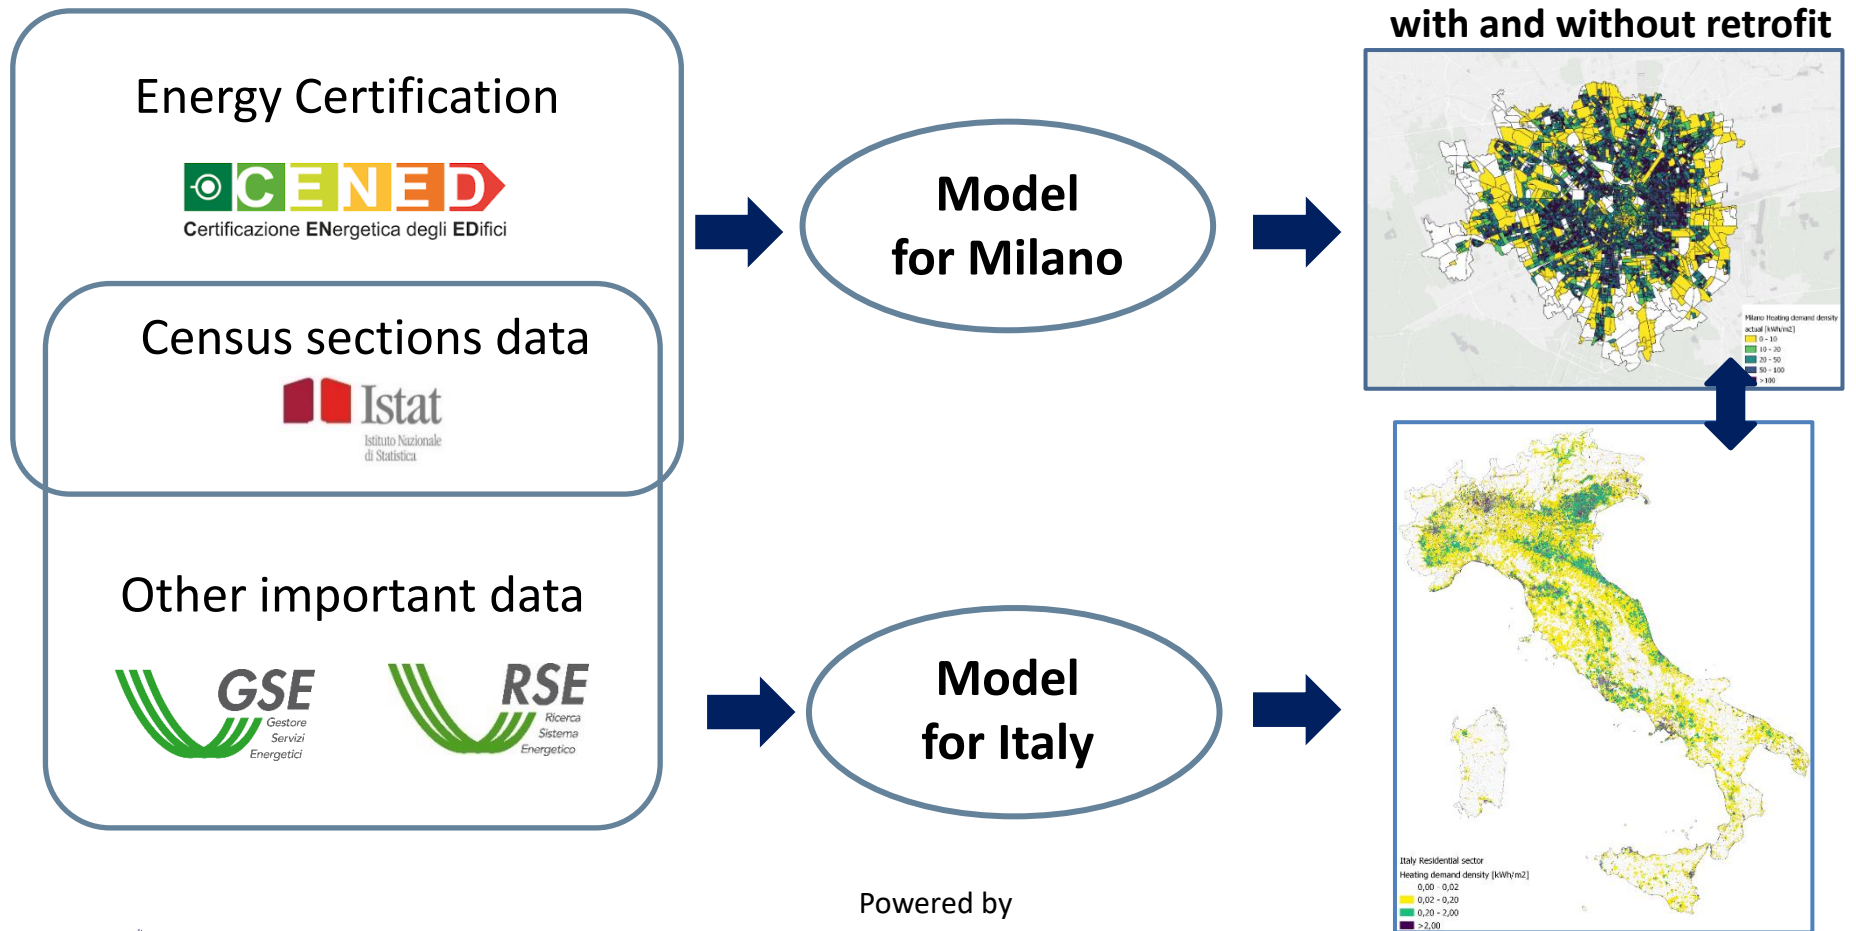 with and without retrofit
Energy Certification
CENED
Certificazione ENergetica degli EDifici
Model
for Milano
Census sections data
Istat
Istituto Nazionale
di Statistica
Milano Heating demand density
actual [kWh/m2]
0 - 10
10 - 20
20 - 50
50 - 100
>100
Other important data
GSE
Gestore
Servizi
Energetici
RSE
Ricerca
Sistema
Energetico
Model
for Italy
Italy Residential sector
Heating demand density [kWh/m2]
0,00 - 0,02
0,02 - 0,20
0,20 - 2,00
>2,00
Powered by